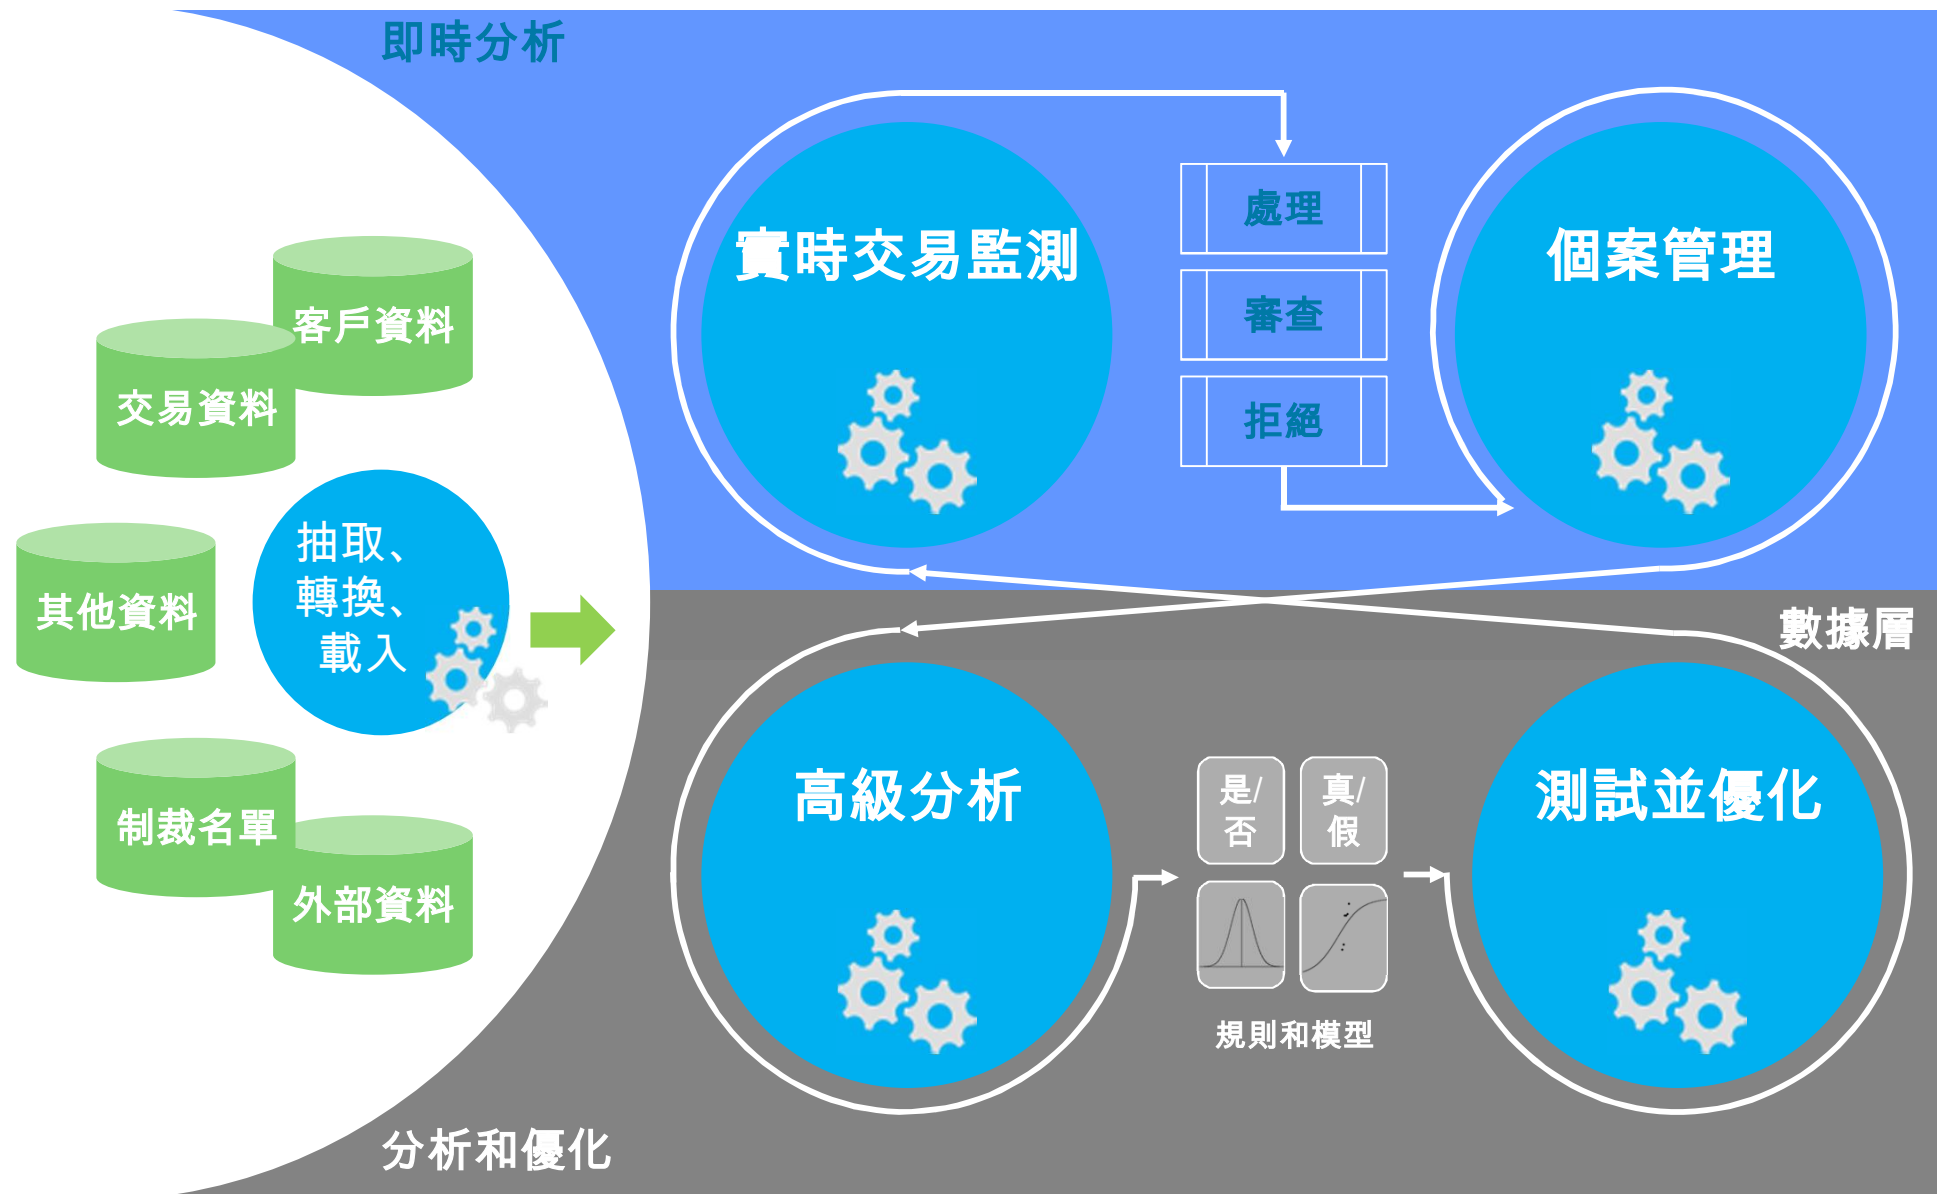 即時分析
實時交易監測
處理
審查
拒絕
個案管理
客戶資料
交易資料
其他資料
抽取、
轉換、
載入
制裁名單
外部資料
數據層
高級分析
是/
否
真/
假
規則和模型
測試並優化
分析和優化